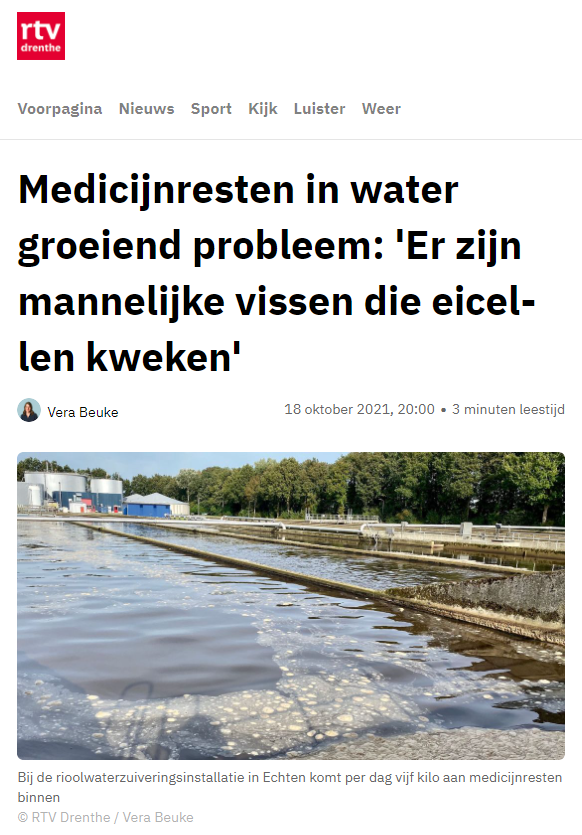 rtv
drenthe
Voorpagina Nieuws Sport Kijk Luister Weer
Medicijnresten in water
groeiend probleem: 'Er zijn
mannelijke vissen die eicel-
len kweken'
Vera Beuke 18 oktober 2021, 20:00 • 3 minuten leestijd
Bij de rioolwaterzuiveringsinstallatie in Echten komt per dag vijf kilo aan medicijnresten
binnen
© RTV Drenthe / Vera Beuke